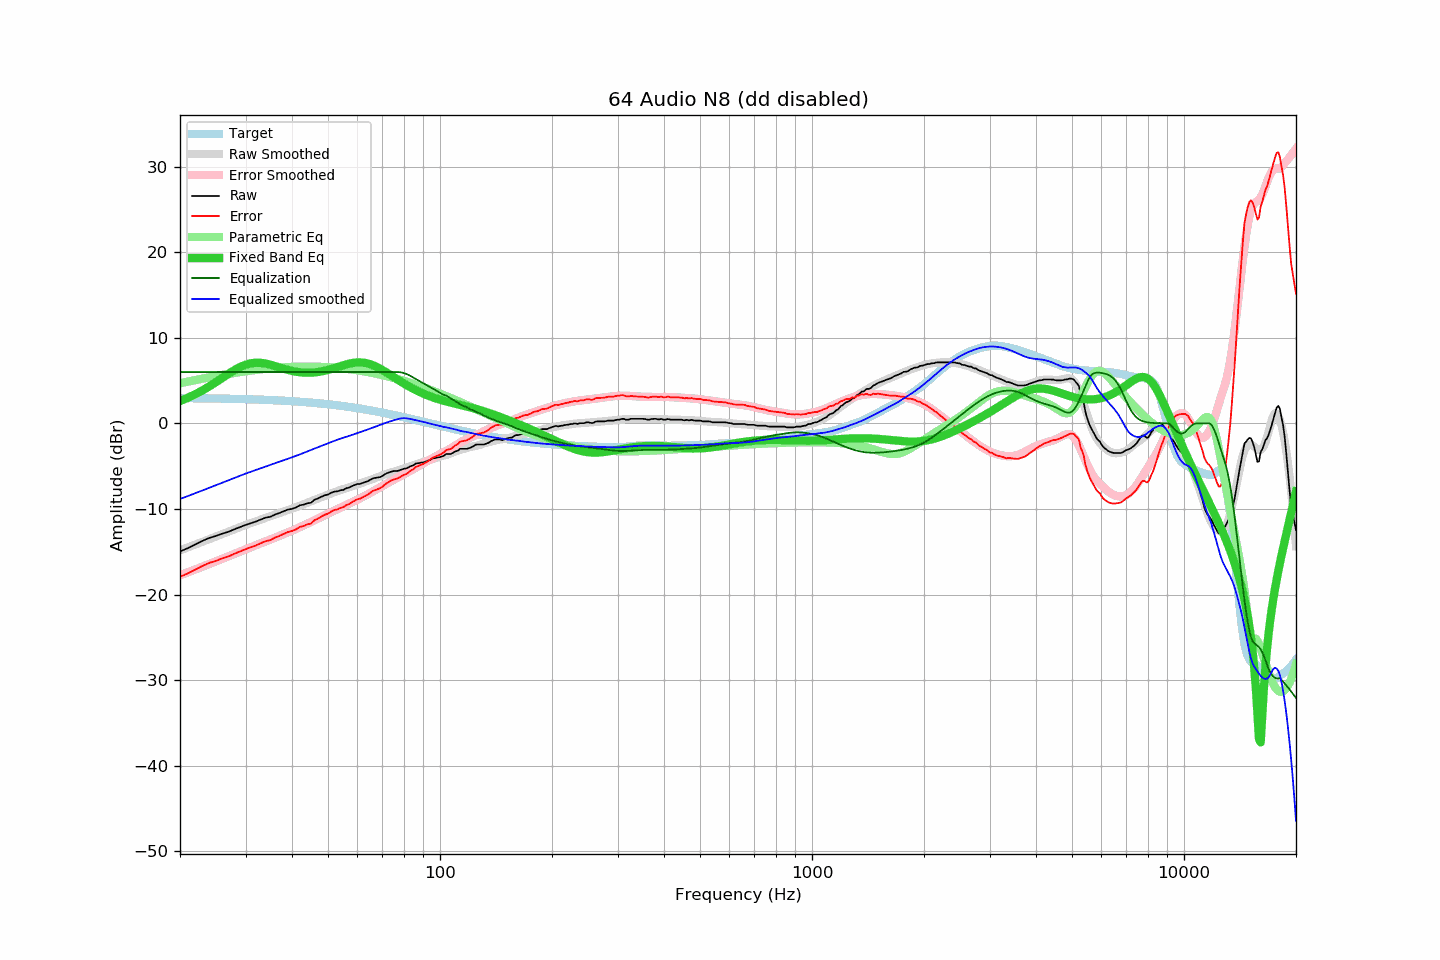 64 Audio N8 (dd disabled)
Target
Raw Smoothed
Error Smoothed
Raw
Error
Parametric Eq
Fixed Band Eq
Equalization
Equalized smoothed
30
20
10
0
−10
−20
−30
−40
−50
Amplitude (dBr)
100
1000
10000
Frequency (Hz)